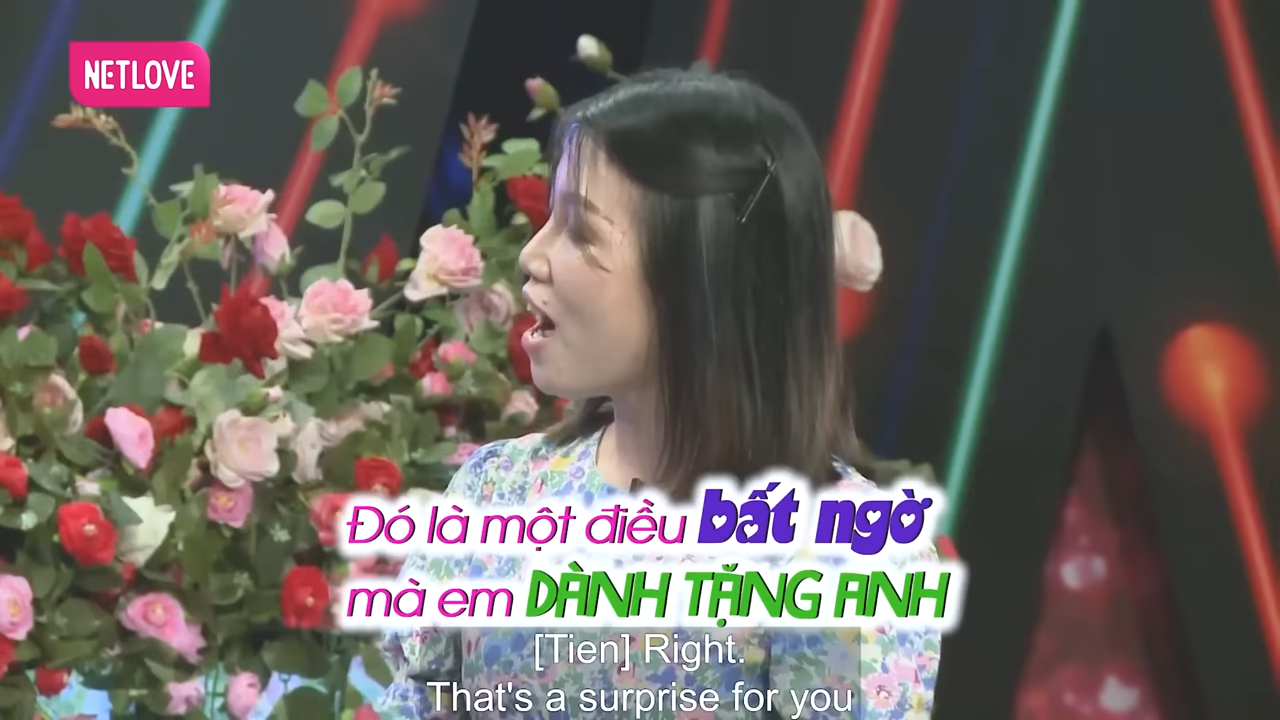 NETLOVE
Đó là một điều bất ngờ
mà em DÀNH TẶNG ANH
[Tien] Right.
That's a surprise for you